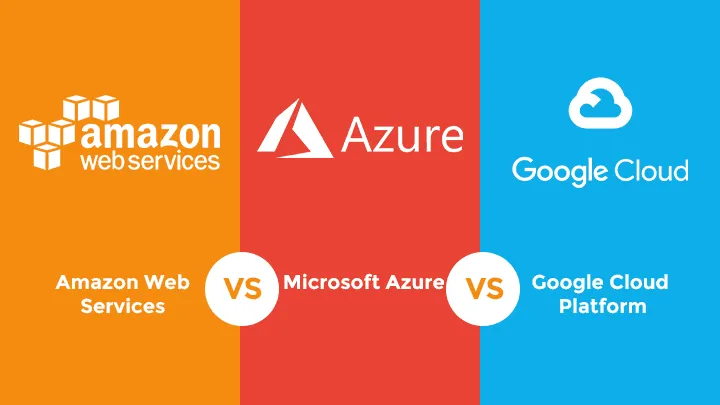 amazon
web services
Azure
Google Cloud
Amazon Web
Services
VS
Microsoft Azure
VS
Google Cloud
Platform